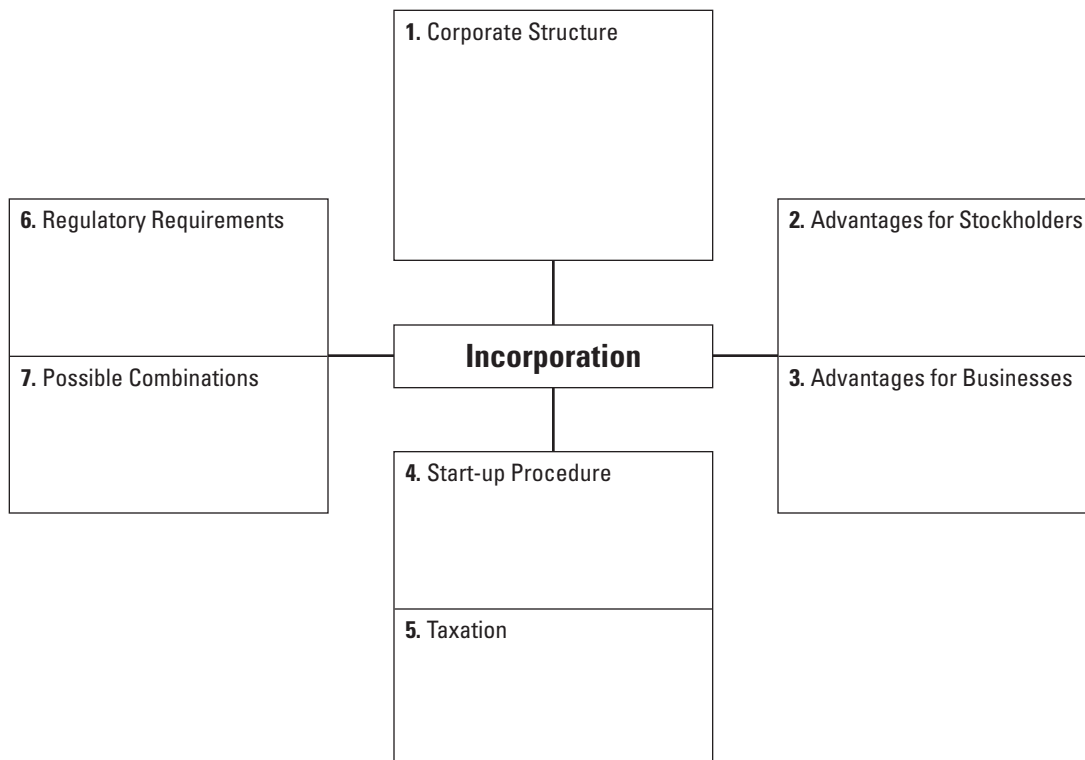 1. Corporate Structure
6. Regulatory Requirements
2. Advantages for Stockholders
Incorporation
7. Possible Combinations
3. Advantages for Businesses
4. Start-up Procedure
5. Taxation